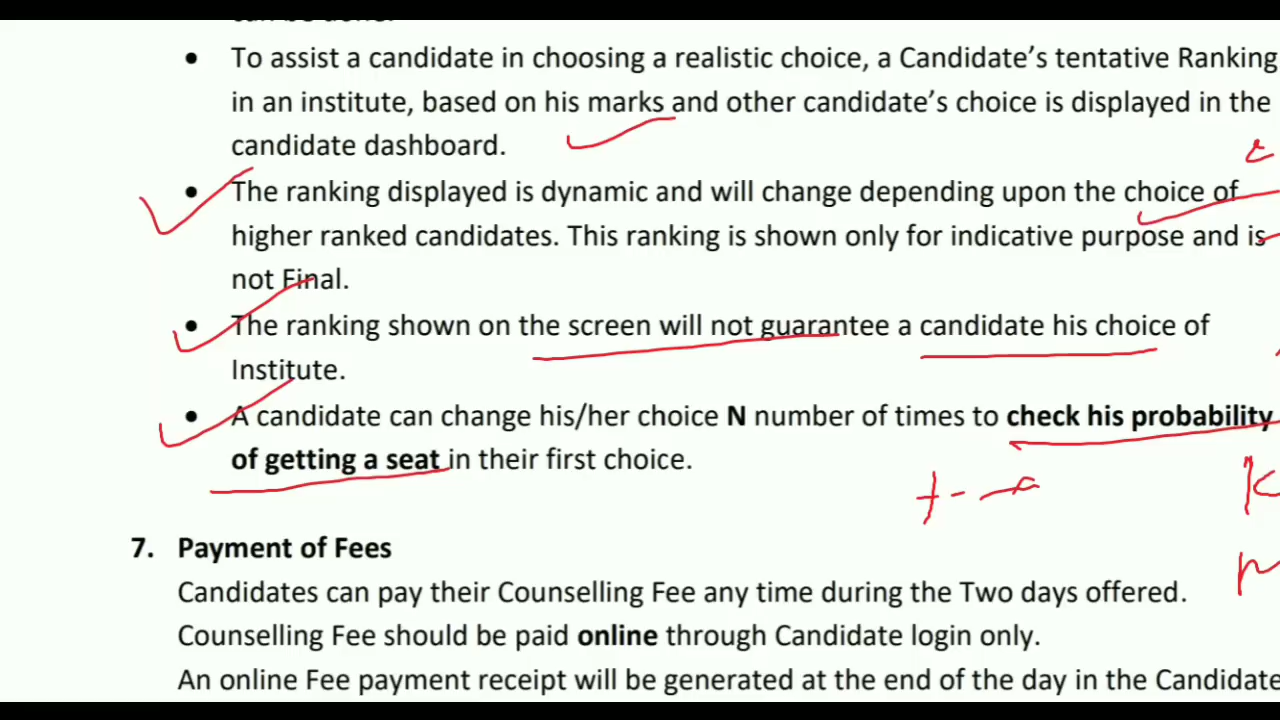 • To assist a candidate in choosing a realistic choice, a Candidate’s tentative Ranking
in an institute, based on his marks and other candidate’s choice is displayed in the
candidate dashboard.
• The ranking displayed is dynamic and will change depending upon the choice of
higher ranked candidates. This ranking is shown only for indicative purpose and is
not Final.
• The ranking shown on the screen will not guarantee a candidate his choice of
Institute.
• A candidate can change his/her choice N number of times to check his probability
of getting a seat in their first choice.
7. Payment of Fees
Candidates can pay their Counselling Fee any time during the Two days offered.
Counselling Fee should be paid online through Candidate login only.
An online Fee payment receipt will be generated at the end of the day in the Candidate